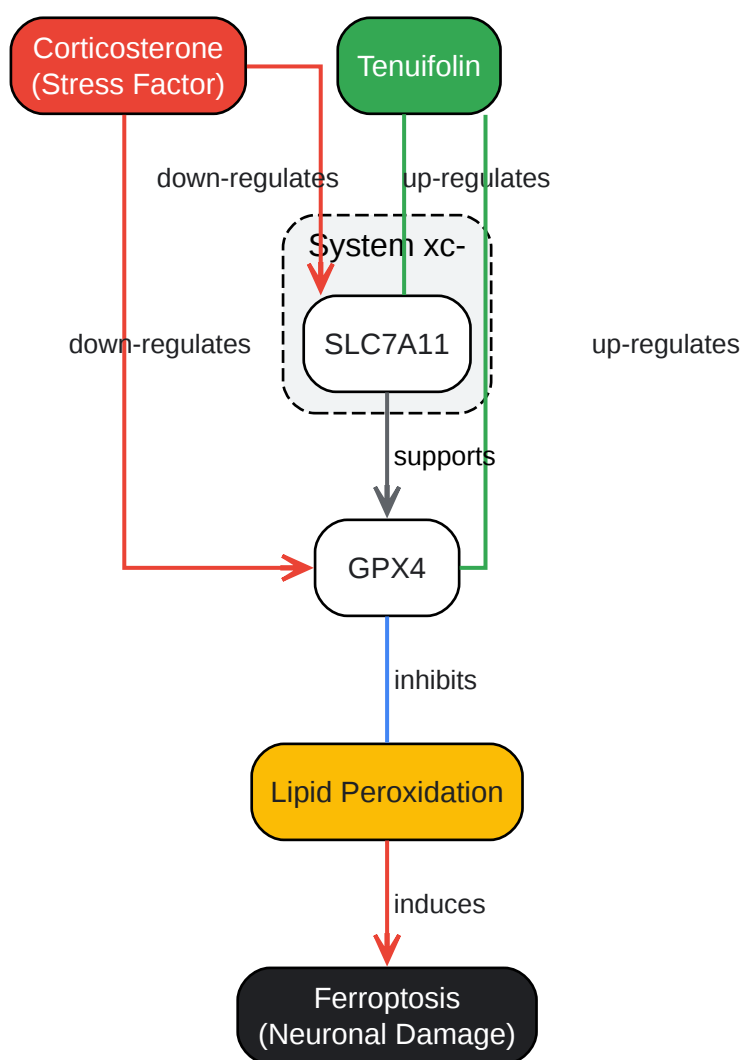 Corticosterone
(Stress Factor)
Tenuifolin
down-regulates
up-regulates
System xc-
down-regulates
SLC7A11
up-regulates
supports
GPX4
inhibits
Lipid Peroxidation
induces
Ferroptosis
(Neuronal Damage)